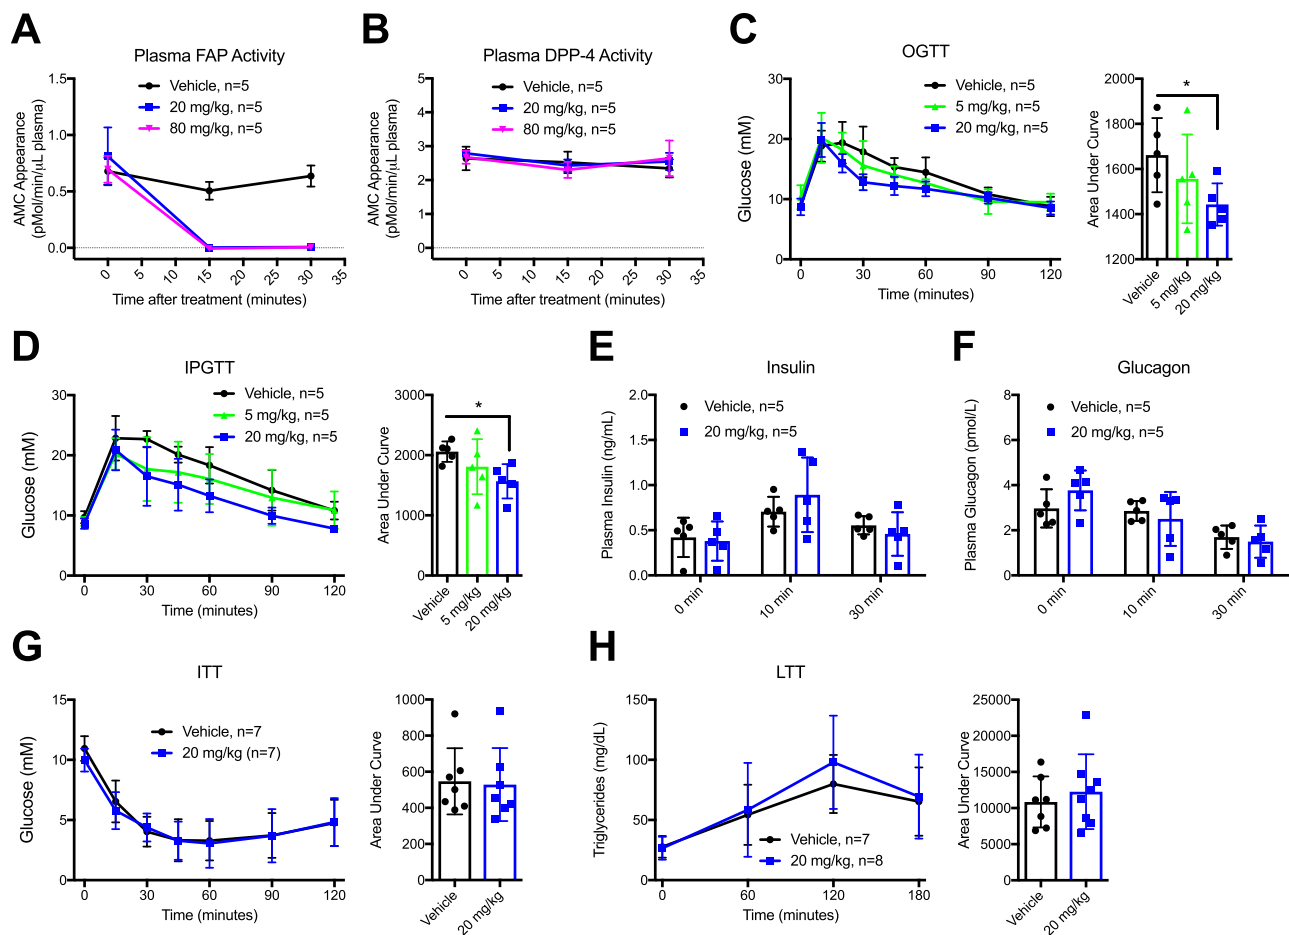 A
Plasma FAP Activity
AMC Appearance
(pMol/min/µL plasma)
1.5
1.0
0.5
0.0
Vehicle, n=5
20 mg/kg, n=5
80 mg/kg, n=5
0 5 10 15 20 25 30 35
Time after treatment (minutes)
B
Plasma DPP-4 Activity
AMC Appearance
(pMol/min/µL plasma)
5
4
3
2
1
0
Vehicle, n=5
20 mg/kg, n=5
80 mg/kg, n=5
0 5 10 15 20 25 30 35
Time after treatment (minutes)
C
OGTT
Glucose (mM)
30
20
10
0
Vehicle, n=5
5 mg/kg, n=5
20 mg/kg, n=5
0 30 60 90 120
Time (minutes)
Area Under Curve
2000
1800
1600
1400
1200
*
Vehicle
5 mg/kg
20 mg/kg
D
IPGTT
Glucose (mM)
30
20
10
0
Vehicle, n=5
5 mg/kg, n=5
20 mg/kg, n=5
0 30 60 90 120
Time (minutes)
Area Under Curve
3000
2000
1000
0
*
Vehicle
5 mg/kg
20 mg/kg
E
Insulin
Plasma Insulin (ng/mL)
2.0
1.5
1.0
0.5
0.0
Vehicle, n=5
20 mg/kg, n=5
0 min
10 min
30 min
F
Glucagon
Plasma Glucagon (pmol/L)
8
6
4
2
0
Vehicle, n=5
20 mg/kg, n=5
0 min
10 min
30 min
G
ITT
Glucose (mM)
15
10
5
0
Vehicle, n=7
20 mg/kg (n=7)
0 30 60 90 120
Time (minutes)
Area Under Curve
1000
800
600
400
200
0
Vehicle
20 mg/kg
H
LTT
Triglycerides (mg/dL)
150
100
50
0
Vehicle, n=7
20 mg/kg, n=8
0 60 120 180
Time (minutes)
Area Under Curve
25000
20000
15000
10000
5000
0
Vehicle
20 mg/kg